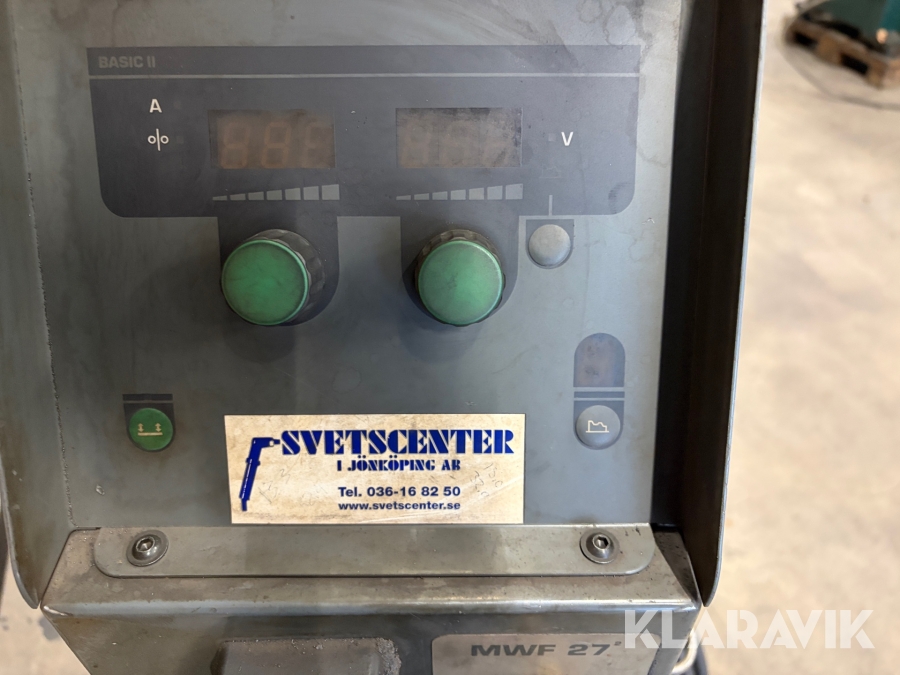 BASIC II
A
V
SVETSCENTER
I JÖNKÖPING AB
Tel. 036-16 82 50
www.svetscenter.se
MWF 27
KLARAVIK